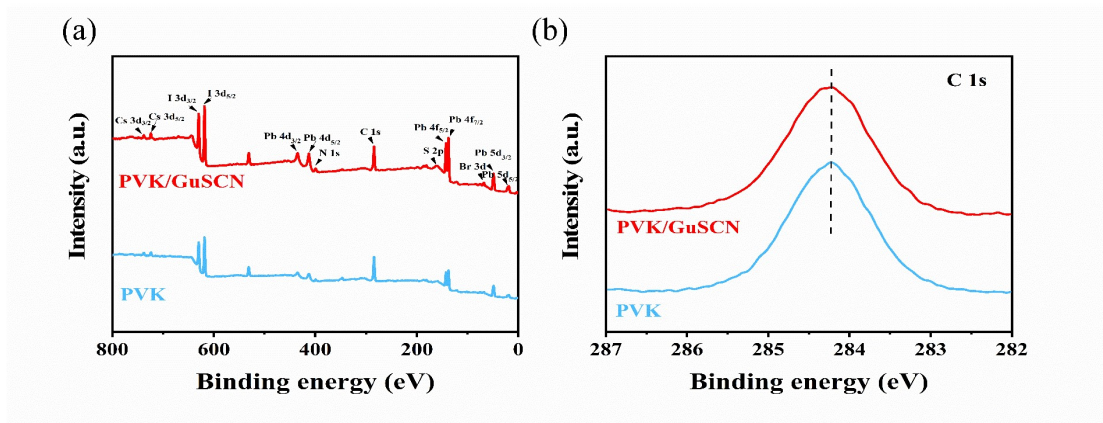 (a)
(b)
Intensity (a.u.)
Cs 3d3/2
Cs 3d5/2
I 3d3/2
I 3d5/2
Pb 4d3/2
Pb 4d5/2
N 1s
C 1s
S 2p
Pb 4f5/2
Pb 4f7/2
Br 3d
Pb 5d3/2
Pb 5d5/2
PVK/GuSCN
PVK
800
600
400
200
0
Binding energy (eV)
Intensity (a.u.)
C 1s
PVK/GuSCN
PVK
287
286
285
284
283
282
Binding energy (eV)